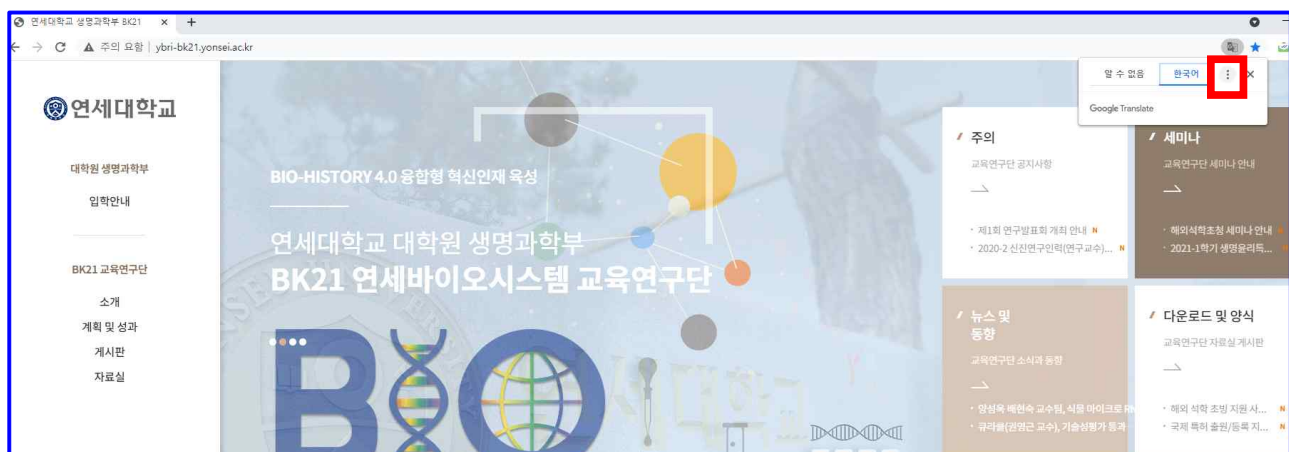 연세대학교 생명과학부 BK21
주의 요함 | ybri-bk21.yonsei.ac.kr
알 수 없음
한국어
Google Translate
연세대학교
대학원 생명과학부
입학안내
BK21 교육연구단
소개
계획 및 성과
게시판
자료실
BIO-HISTORY 4.0 융합형 혁신인재 육성
연세대학교 대학원 생명과학부
BK21 연세바이오시스템 교육연구단
BIO
주의
교육연구단 공지사항
· 제1회 연구발표회 개최 안내 N
· 2020-2 신진연구인력(연구교수)... N
세미나
교육연구단 세미나 안내
· 해외석학초청 세미나 안내 N
· 2021-1학기 생명윤리특... N
뉴스 및
동향
교육연구단 소식과 동향
· 양성욱 배현숙 교수팀, 식물 마이크로 RN
· 큐라클(권영근 교수), 기술성평가 통과
다운로드 및 양식
교육연구단 자료실 게시판
· 해외 석학 초빙 지원 사... N
· 국제 특허 출원/등록 지... N